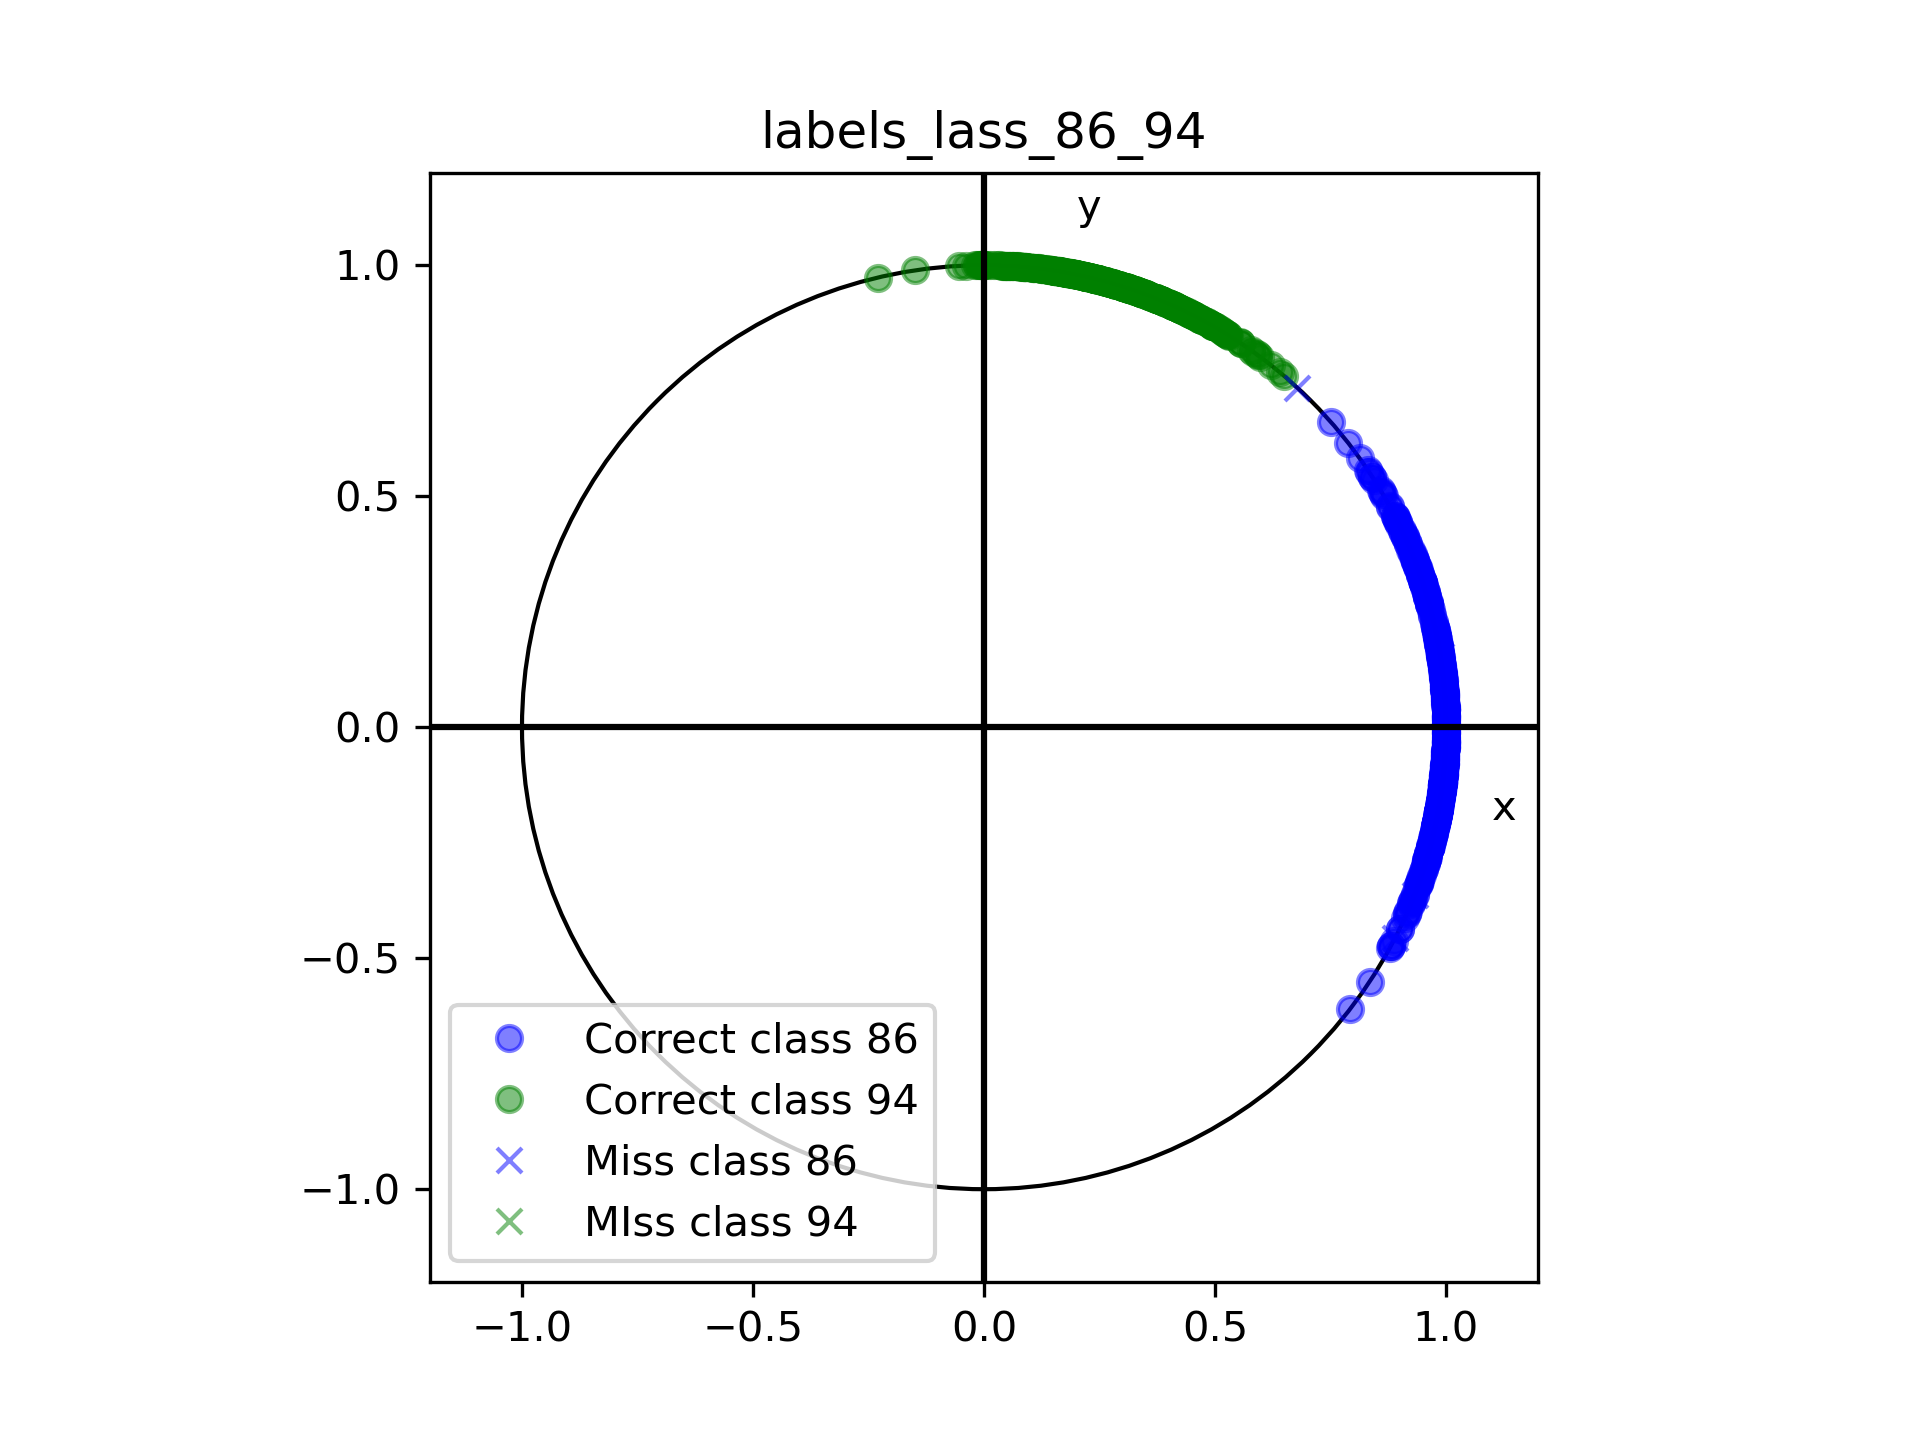 labels_lass_86_94
y
1.0
0.5
0.0
−0.5
−1.0
x
Correct class 86
Correct class 94
Miss class 86
MIss class 94
−1.0 −0.5 0.0 0.5 1.0